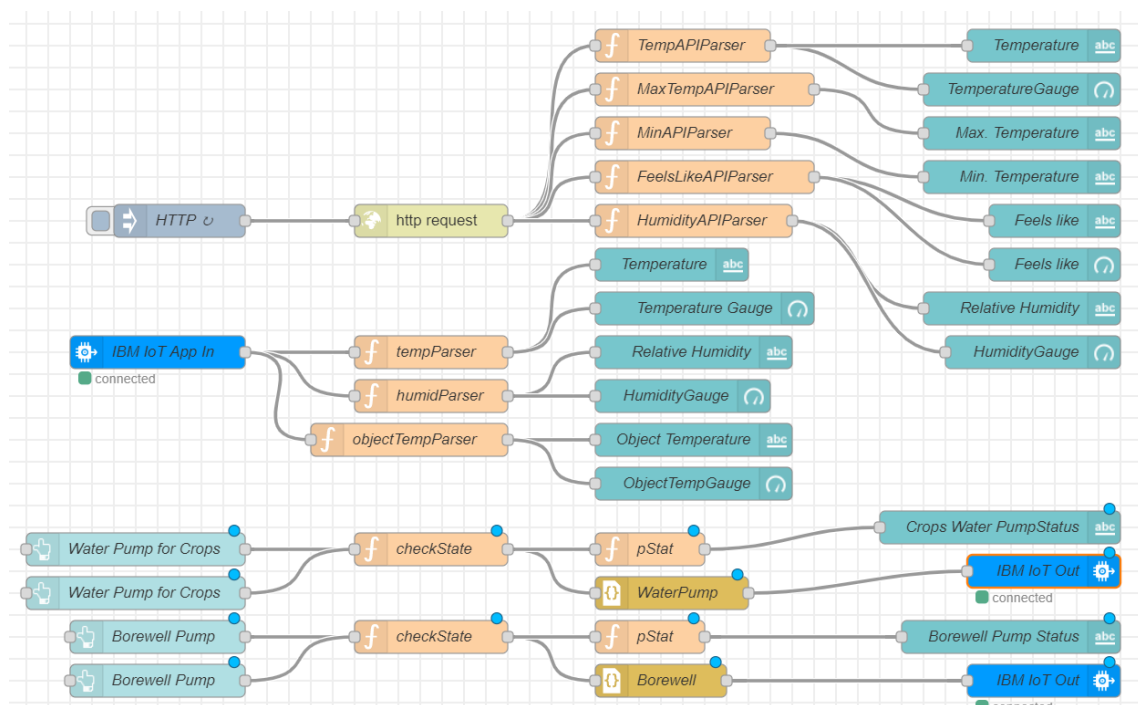 TempAPIParser
Temperature
abc
MaxTempAPIParser
TemperatureGauge
MinAPIParser
Max. Temperature
abc
FeelsLikeAPIParser
Min. Temperature
abc
HTTP ↻
http request
HumidityAPIParser
Feels like
abc
Temperature
abc
Feels like
Temperature Gauge
Relative Humidity
abc
IBM IoT App In
tempParser
Relative Humidity
abc
HumidityGauge
connected
humidParser
HumidityGauge
objectTempParser
Object Temperature
abc
ObjectTempGauge
Crops Water PumpStatus
abc
Water Pump for Crops
checkState
pStat
IBM IoT Out
Water Pump for Crops
WaterPump
connected
Borewell Pump
checkState
pStat
Borewell Pump Status
abc
Borewell Pump
Borewell
IBM IoT Out